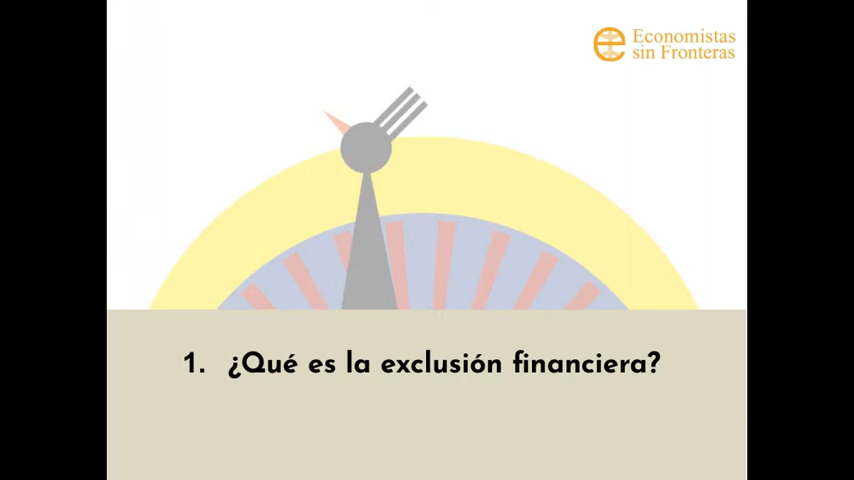 Economistas
sin Fronteras
1. ¿Qué es la exclusión financiera?